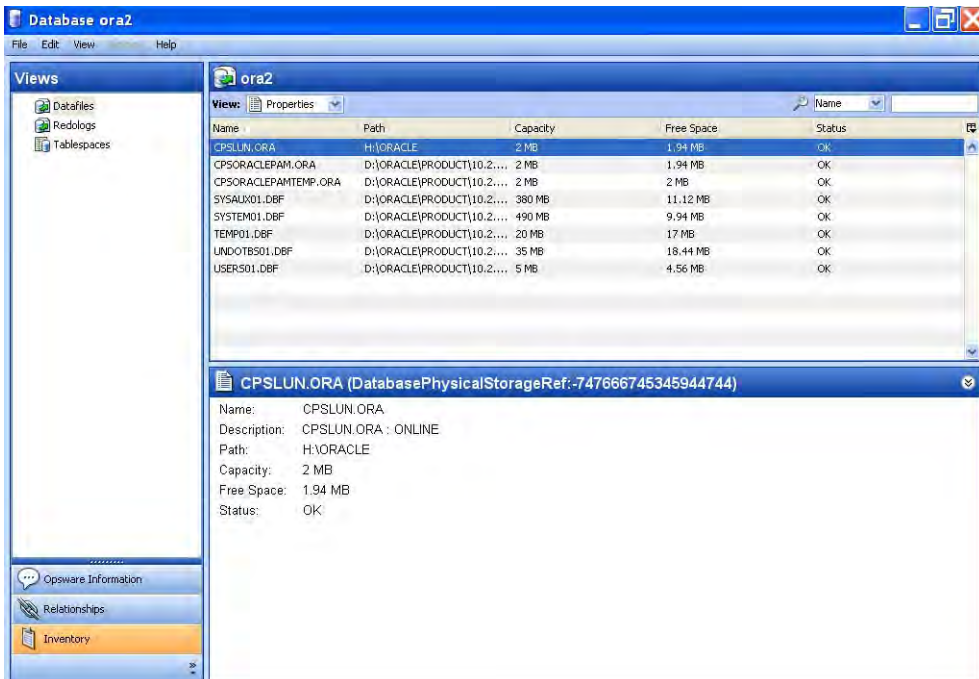 Database ora2
File Edit View Help
Views
Datafiles
Redologs
Tablespaces
Opsware Information
Relationships
Inventory
ora2
View: Properties Name
Name Path Capacity Free Space Status
CPSLUN.ORA H:\ORACLE 2 MB 1.94 MB OK
CPSORACLEPAM.ORA D:\ORACLE\PRODUCT\10.2.... 2 MB 1.94 MB OK
CPSORACLEPAMTEMP.ORA D:\ORACLE\PRODUCT\10.2.... 2 MB 2 MB OK
SYSAUX01.DBF D:\ORACLE\PRODUCT\10.2.... 380 MB 11.12 MB OK
SYSTEM01.DBF D:\ORACLE\PRODUCT\10.2.... 490 MB 9.94 MB OK
TEMP01.DBF D:\ORACLE\PRODUCT\10.2.... 20 MB 17 MB OK
UNDOTBS01.DBF D:\ORACLE\PRODUCT\10.2.... 35 MB 18.44 MB OK
USERS01.DBF D:\ORACLE\PRODUCT\10.2.... 5 MB 4.56 MB OK
CPSLUN.ORA (DatabasePhysicalStorageRef:-747666745345944744)
Name: CPSLUN.ORA
Description: CPSLUN.ORA : ONLINE
Path: H:\ORACLE
Capacity: 2 MB
Free Space: 1.94 MB
Status: OK